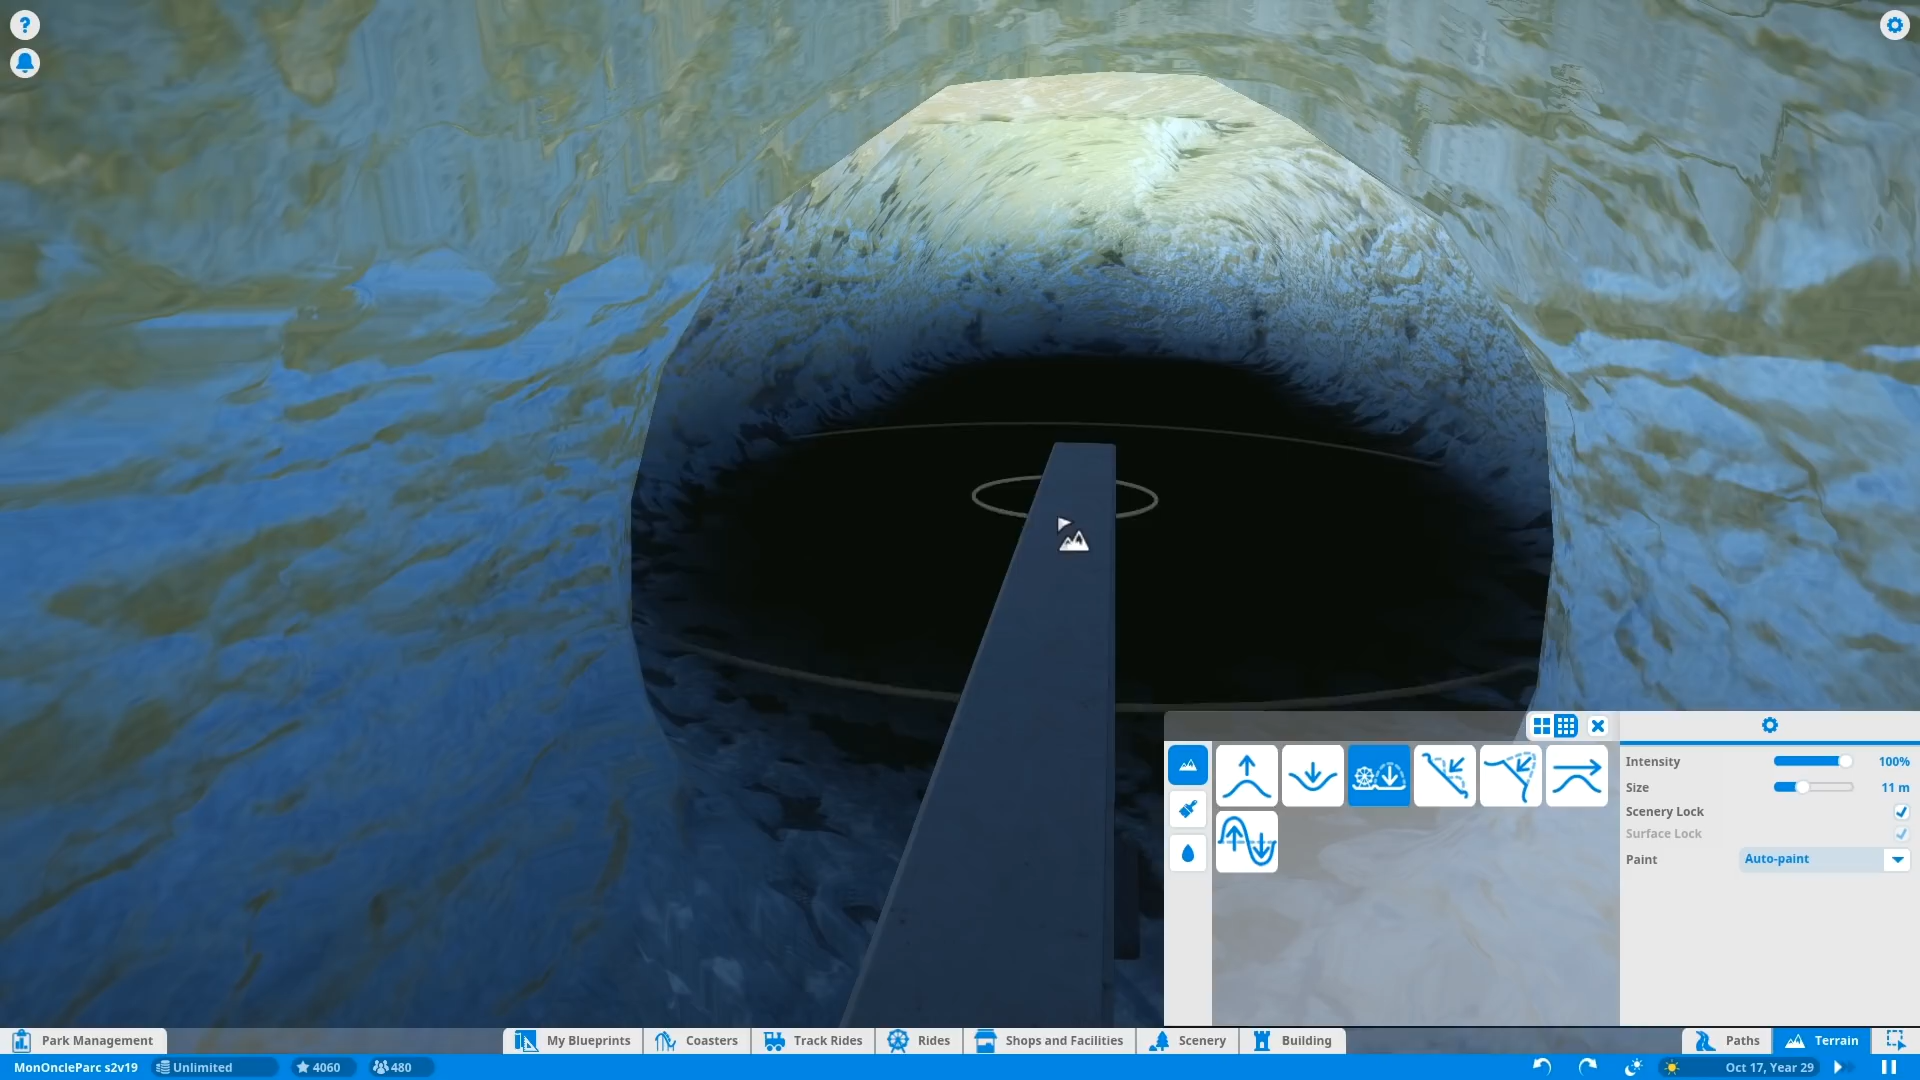 ?
Intensity 100%
Size 11 m
Scenery Lock
Surface Lock
Paint Auto-paint
Park Management
My Blueprints
Coasters
Track Rides
Rides
Shops and Facilities
Scenery
Building
Paths
Terrain
MonOncleParc s2v19
Unlimited
4060
480
Oct 17, Year 29